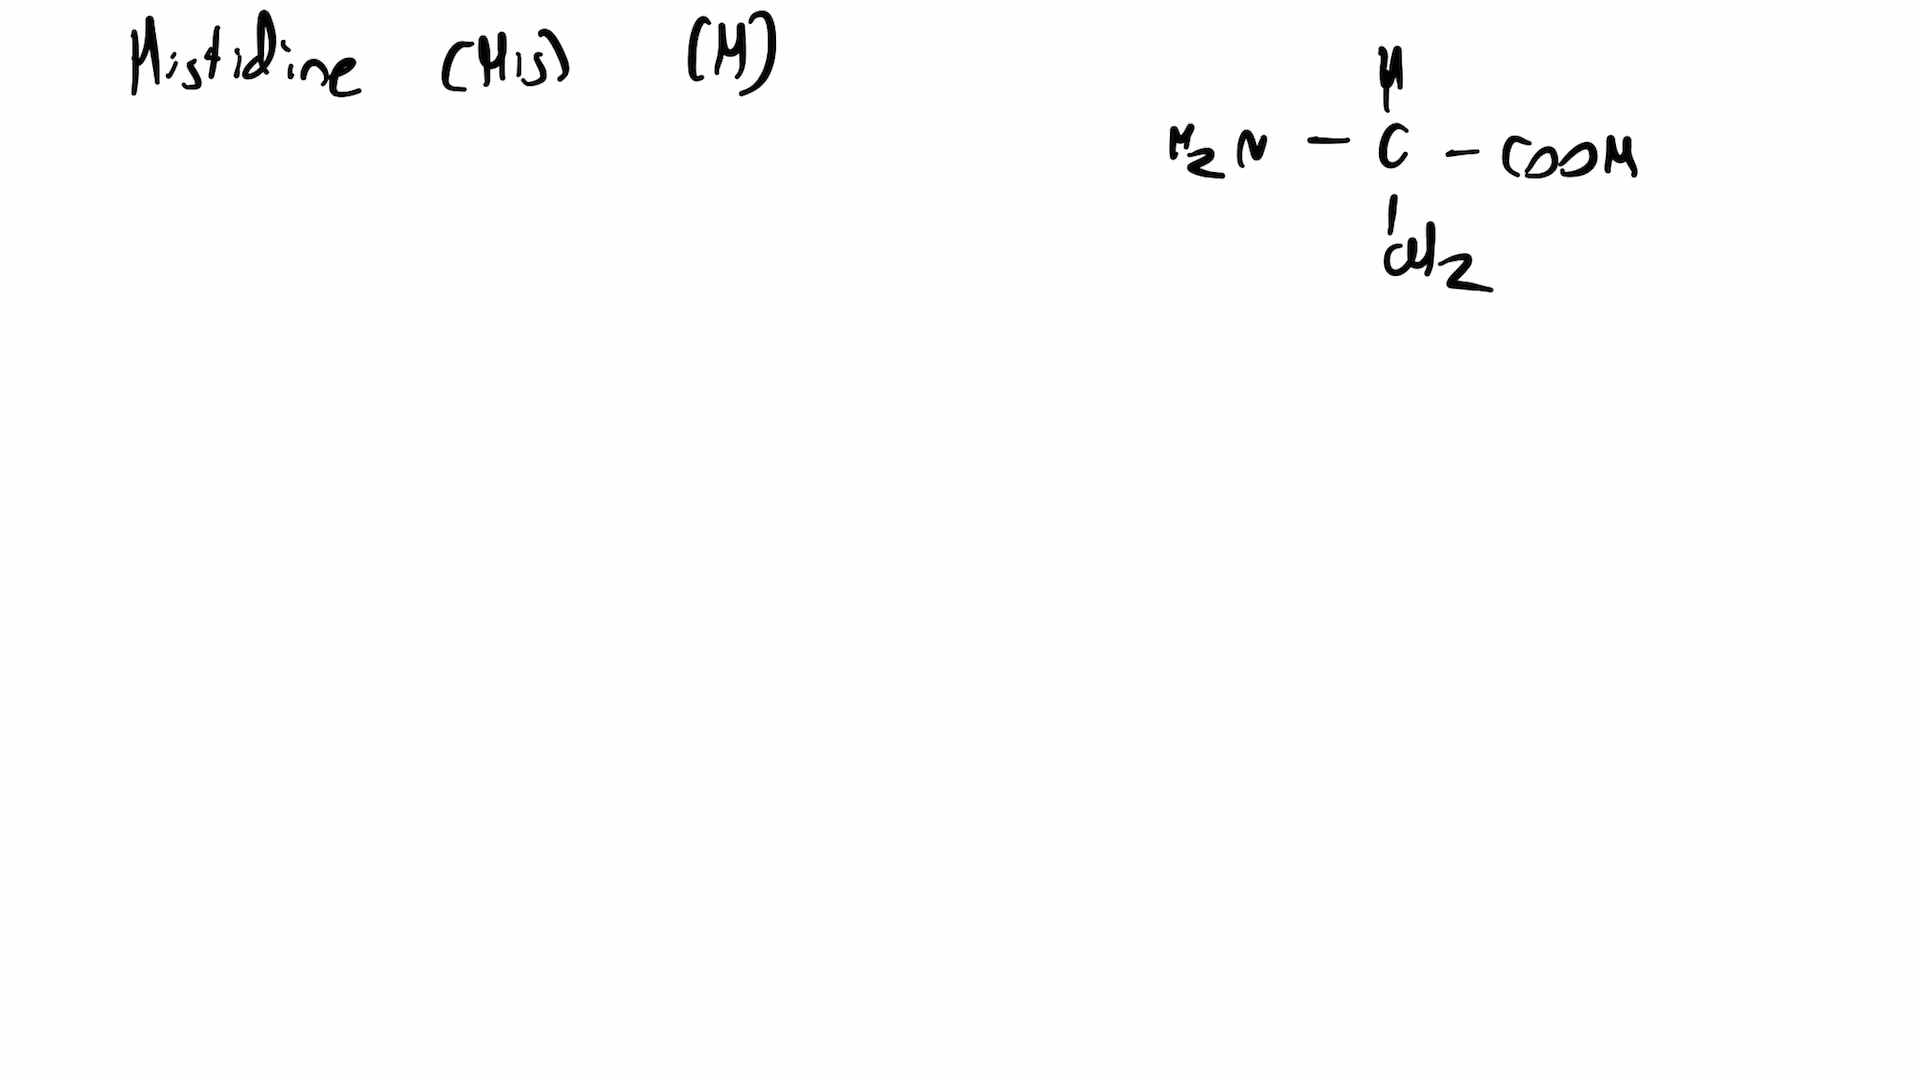 Histidine (His) (H)
H
H2N - C - COOH
CH2